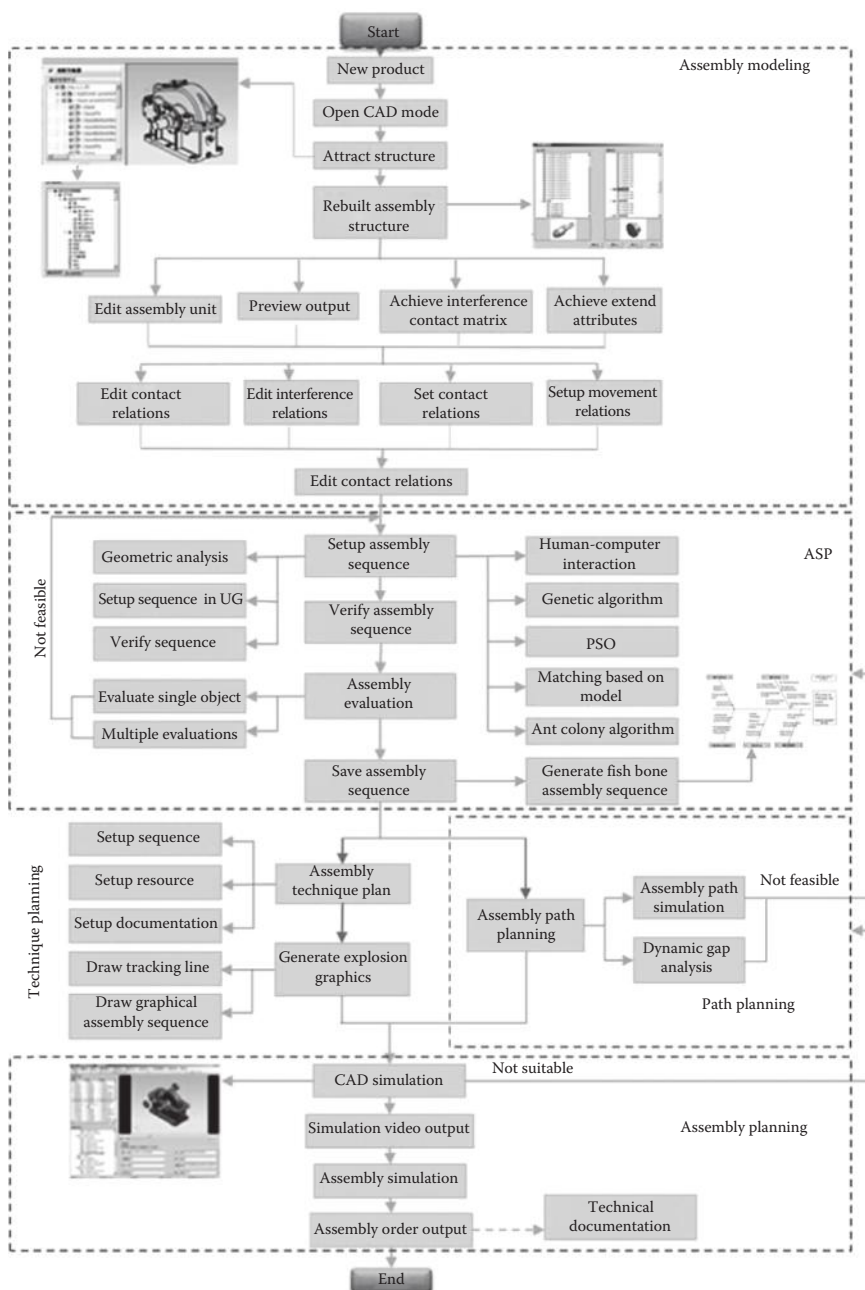 Start
New product
Assembly modeling
Open CAD mode
Attract structure
Rebuilt assembly
structure
Edit assembly unit
Preview output
Achieve interference
contact matrix
Achieve extend
attributes
Edit contact
relations
Edit interference
relations
Set contact
relations
Setup movement
relations
Edit contact relations
ASP
Not feasible
Geometric analysis
Setup sequence in UG
Verify sequence
Evaluate single object
Multiple evaluations
Setup assembly
sequence
Verify assembly
sequence
Assembly
evaluation
Save assembly
sequence
Human-computer
interaction
Genetic algorithm
PSO
Matching based on
model
Ant colony algorithm
Generate fish bone
assembly sequence
Technique planning
Setup sequence
Setup resource
Setup documentation
Draw tracking line
Draw graphical
assembly sequence
Assembly
technique plan
Generate explosion
graphics
Assembly path
planning
Assembly path
simulation
Dynamic gap
analysis
Not feasible
Path planning
CAD simulation
Not suitable
Simulation video output
Assembly planning
Assembly simulation
Assembly order output
Technical
documentation
End